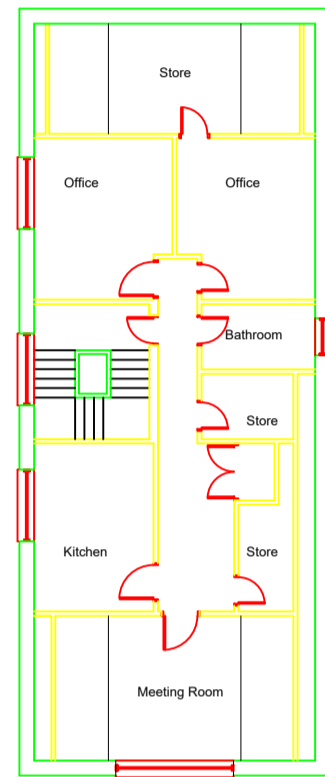 Store
Office
Office
Bathroom
Store
Kitchen
Store
Meeting Room